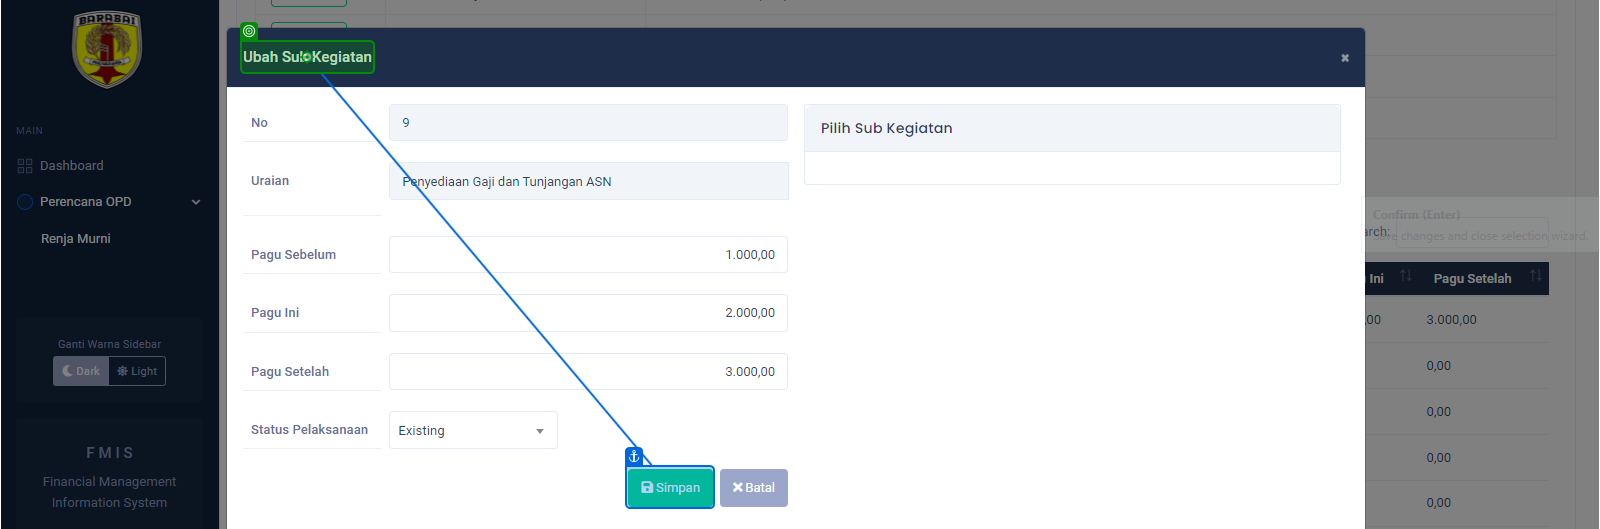 BARABAI
MAIN
Dashboard
Perencana OPD
Renja Murni
Ganti Warna Sidebar
Dark
Light
FMIS
Financial Management
Information System
Ubah Sub Kegiatan
No
9
Uraian
Penyediaan Gaji dan Tunjangan ASN
Pagu Sebelum
1.000,00
Pagu Ini
2.000,00
Pagu Setelah
3.000,00
Status Pelaksanaan
Existing
Simpan
Batal
Pilih Sub Kegiatan
Confirm (Enter)
Save changes and close selection wizard.
arch:
Ini
Pagu Setelah
,00
3.000,00
0,00
0,00
0,00
0,00